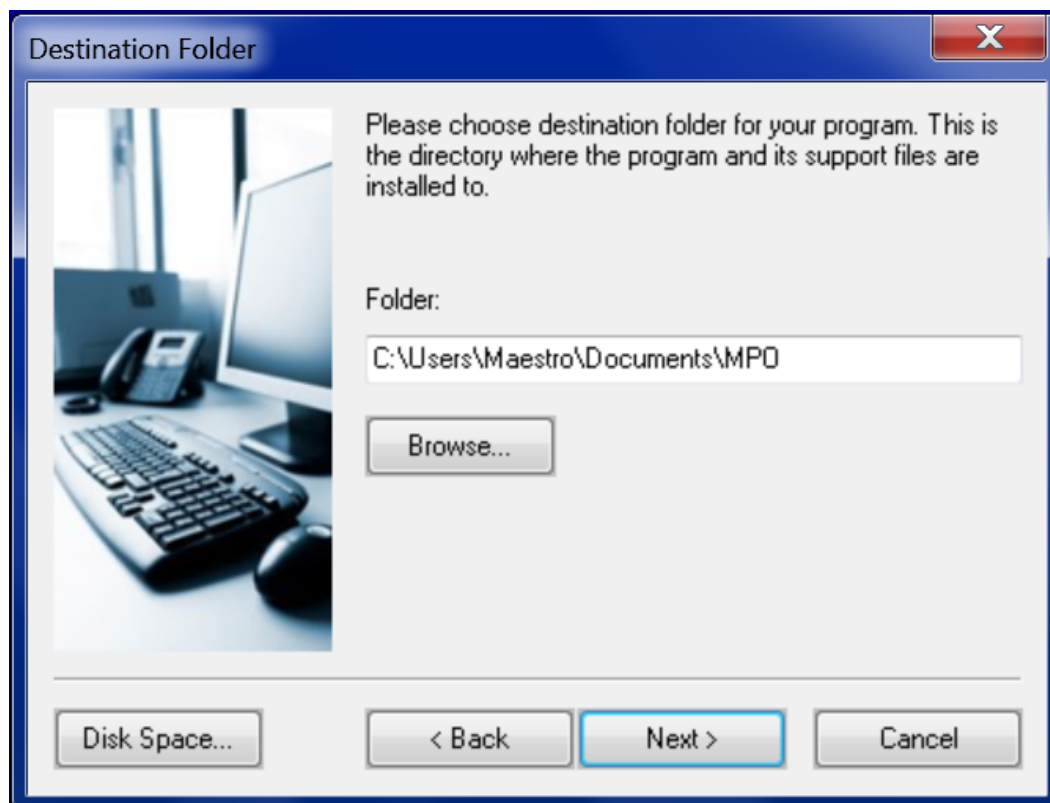 Destination Folder
Please choose destination folder for your program. This is
the directory where the program and its support files are
installed to.
Folder:
C:\Users\Maestro\Documents\MPO
Browse...
Disk Space...
< Back
Next >
Cancel